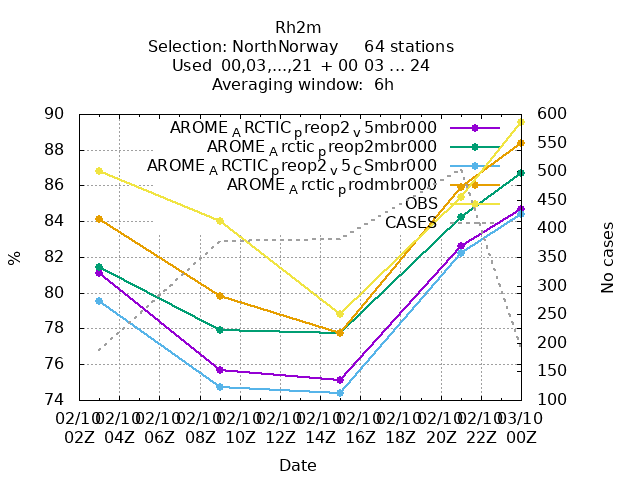 Rh2m
Selection: NorthNorway 64 stations
Used 00,03,...,21 + 00 03 ... 24
Averaging window: 6h
90 600
AROME_ARCTIC_preop2_v5mbr000
550
88 AROME_Arctic_preop2mbr000
AROME_ARCTIC_preop2_v5_CSmbr000 500
86 AROME_Arctic_prodmbr000
OBS 450
84 CASES 400
% 82 350 No cases
80 300
250
78
200
76
150
74 100
02/10 02/10 02/10 02/10 02/10 02/10 02/10 02/10 02/10 02/10 02/10 03/10
02Z 04Z 06Z 08Z 10Z 12Z 14Z 16Z 18Z 20Z 22Z 00Z
Date